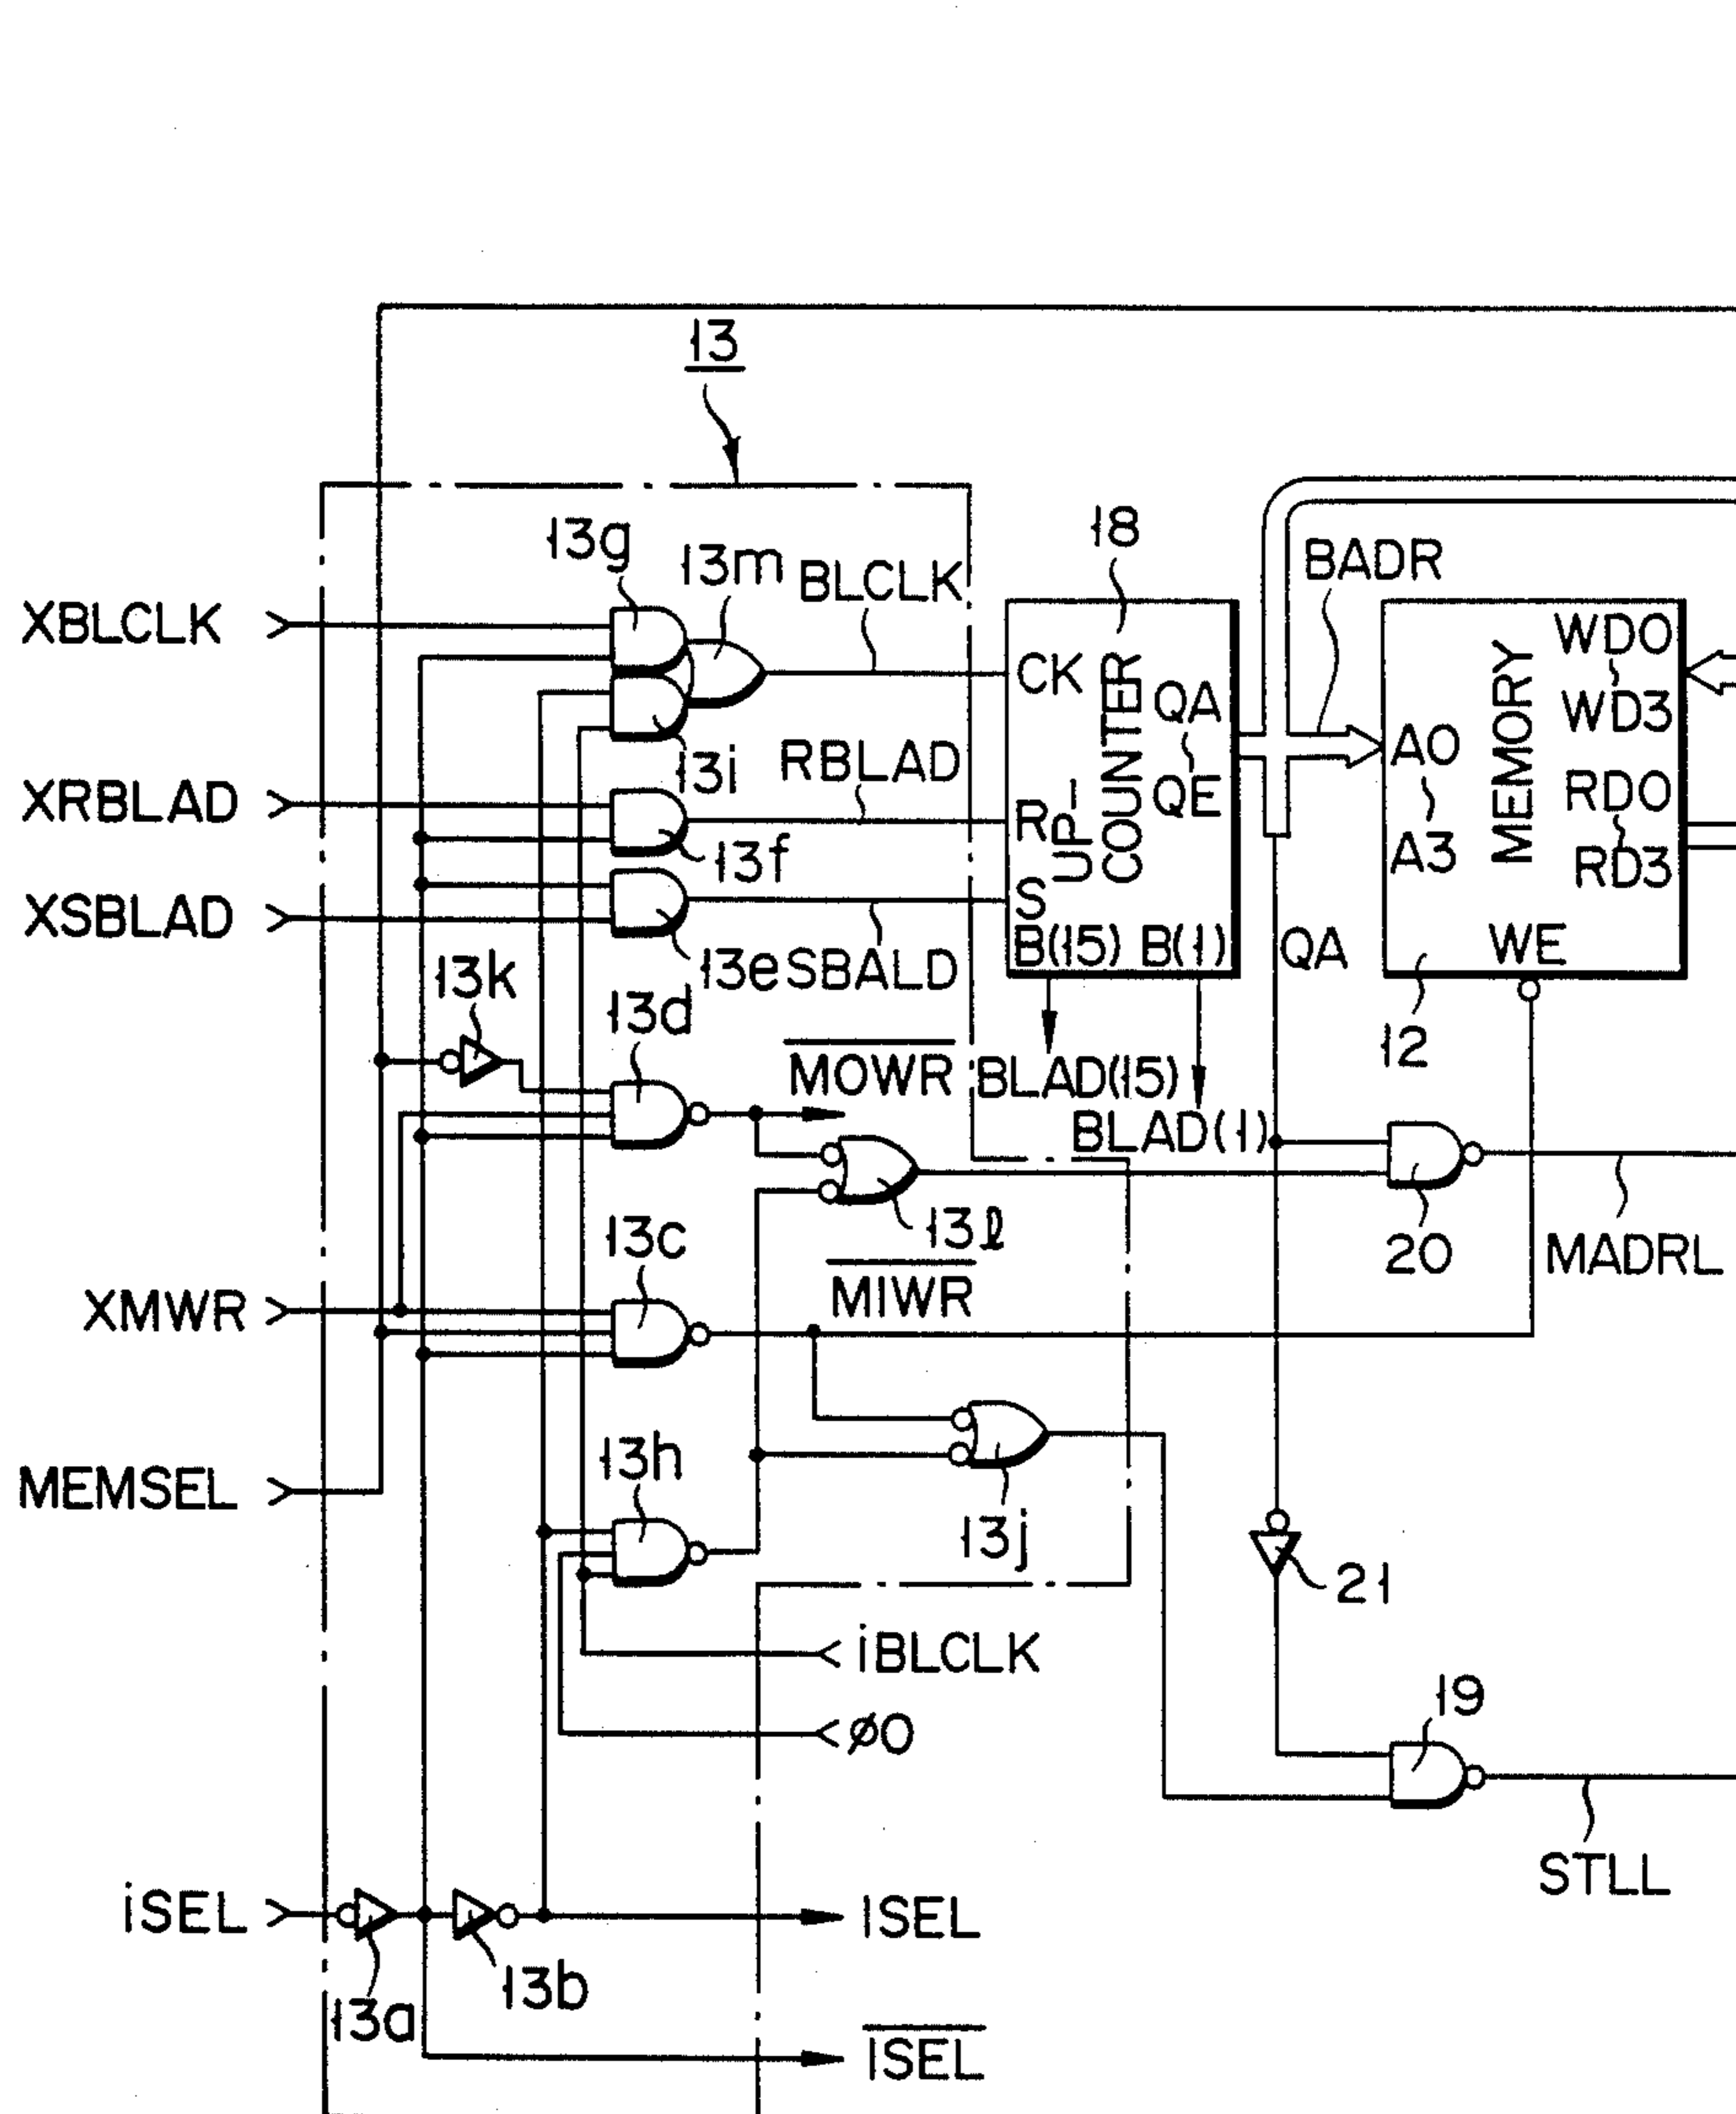 13
13g
13m
BLCLK
18
BADR
XBLCLK
CK
UP-
COUNTER
QA
QE
R
S
B(15)
B(1)
A0
A3
MEMORY
WD0
WD3
RD0
RD3
WE
13i
RBLAD
XRBLAD
13f
XSBLAD
13e
SBALD
QA
12
13k
13d
MOWR
BLAD(15)
BLAD(1)
13l
20
MADRL
13c
MIWR
XMWR
13h
13j
MEMSEL
21
iBLCLK
ø0
19
STLL
iSEL
ISEL
13b
13a
ISEL